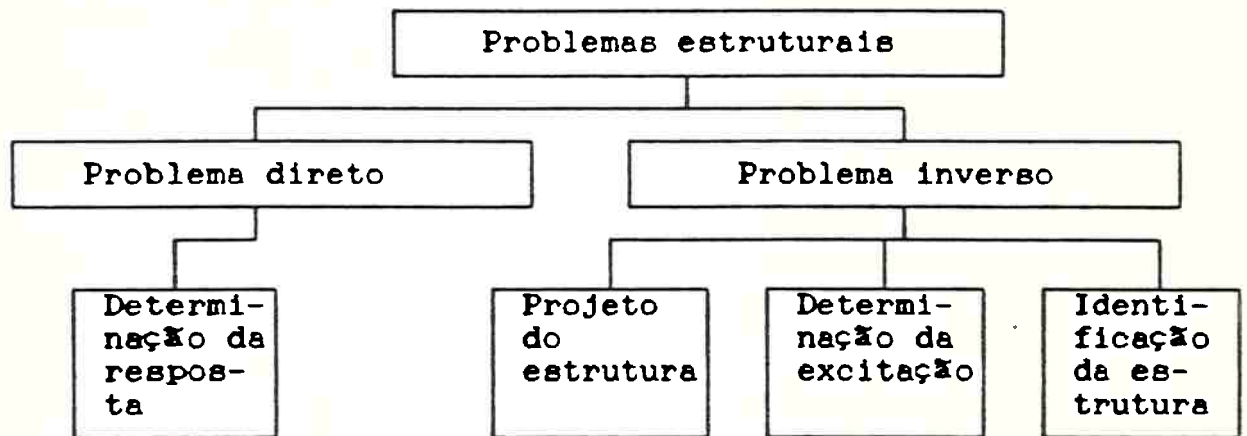 Problemas estruturais
Problema direto
Problema inverso
Determi-
nação da
respos-
ta
Projeto
do
estrutura
Determi-
nação da
excitação
Identi-
ficação
da es-
trutura